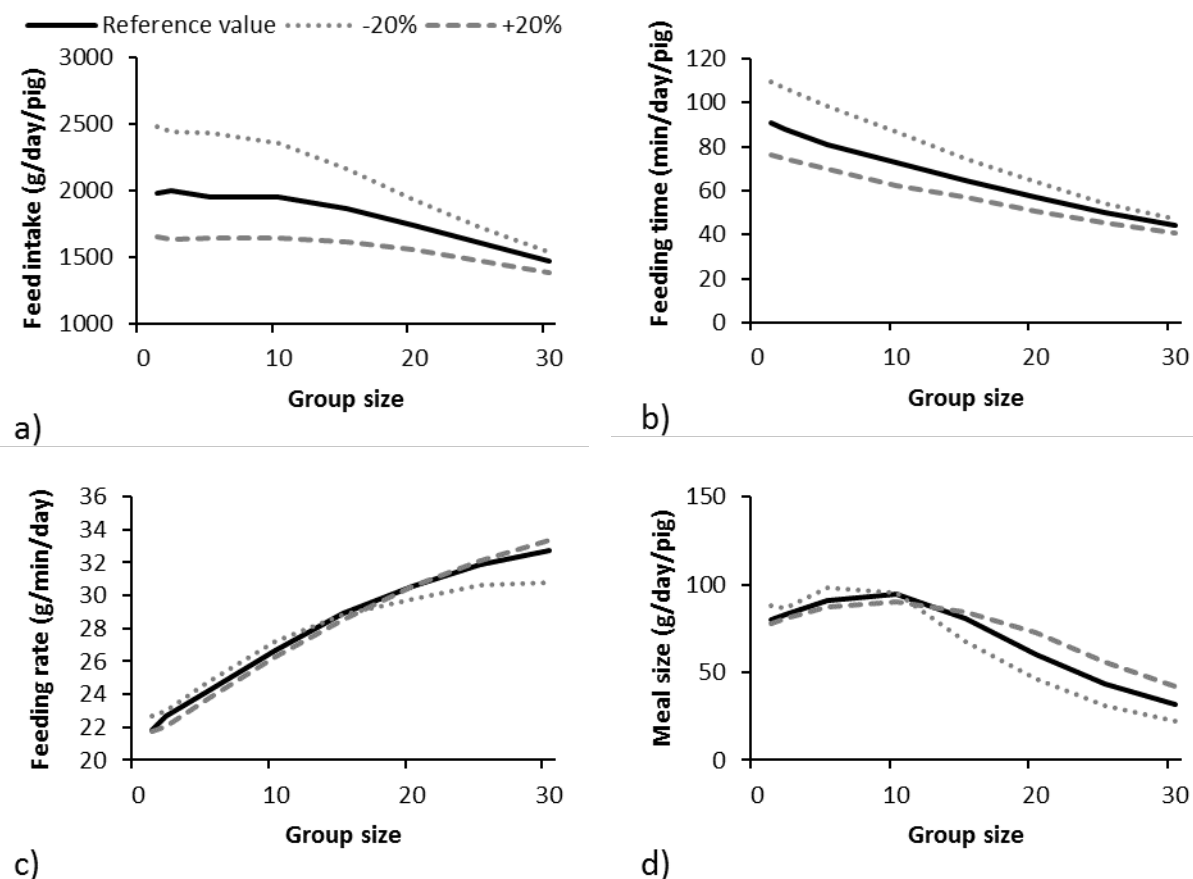 Reference value -20% +20%
Feed intake (g/day/pig)
3000
2500
2000
1500
1000
0 10 20 30
Group size
a)
Feeding time (min/day/pig)
120
100
80
60
40
20
0
0 10 20 30
Group size
b)
Feeding rate (g/min/day)
36
34
32
30
28
26
24
22
20
0 10 20 30
Group size
c)
Meal size (g/day/pig)
150
100
50
0
0 10 20 30
Group size
d)